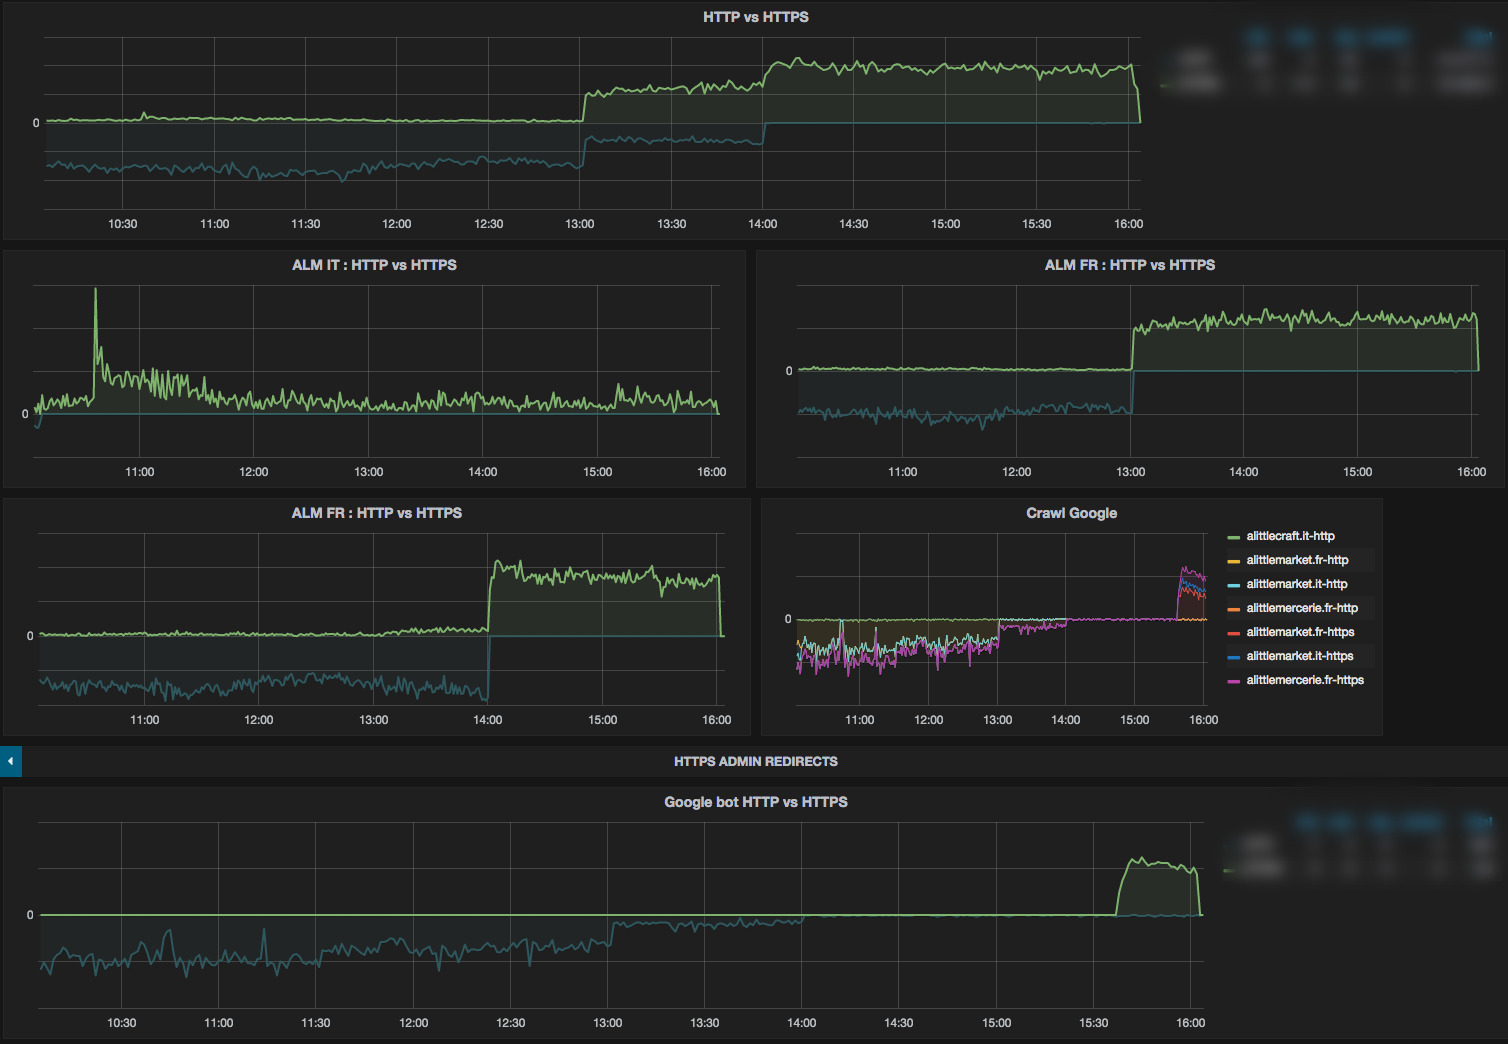 HTTP vs HTTPS
0
10:30 11:00 11:30 12:00 12:30 13:00 13:30 14:00 14:30 15:00 15:30 16:00
ALM IT : HTTP vs HTTPS
0
11:00 12:00 13:00 14:00 15:00 16:00
ALM FR : HTTP vs HTTPS
0
11:00 12:00 13:00 14:00 15:00 16:00
ALM FR : HTTP vs HTTPS
0
11:00 12:00 13:00 14:00 15:00 16:00
Crawl Google
0
11:00 12:00 13:00 14:00 15:00 16:00
alittlecraft.it-http
alittlemarket.fr-http
alittlemarket.it-http
alittlemercerie.fr-http
alittlemarket.fr-https
alittlemarket.it-https
alittlemercerie.fr-https
HTTPS ADMIN REDIRECTS
Google bot HTTP vs HTTPS
0
10:30 11:00 11:30 12:00 12:30 13:00 13:30 14:00 14:30 15:00 15:30 16:00